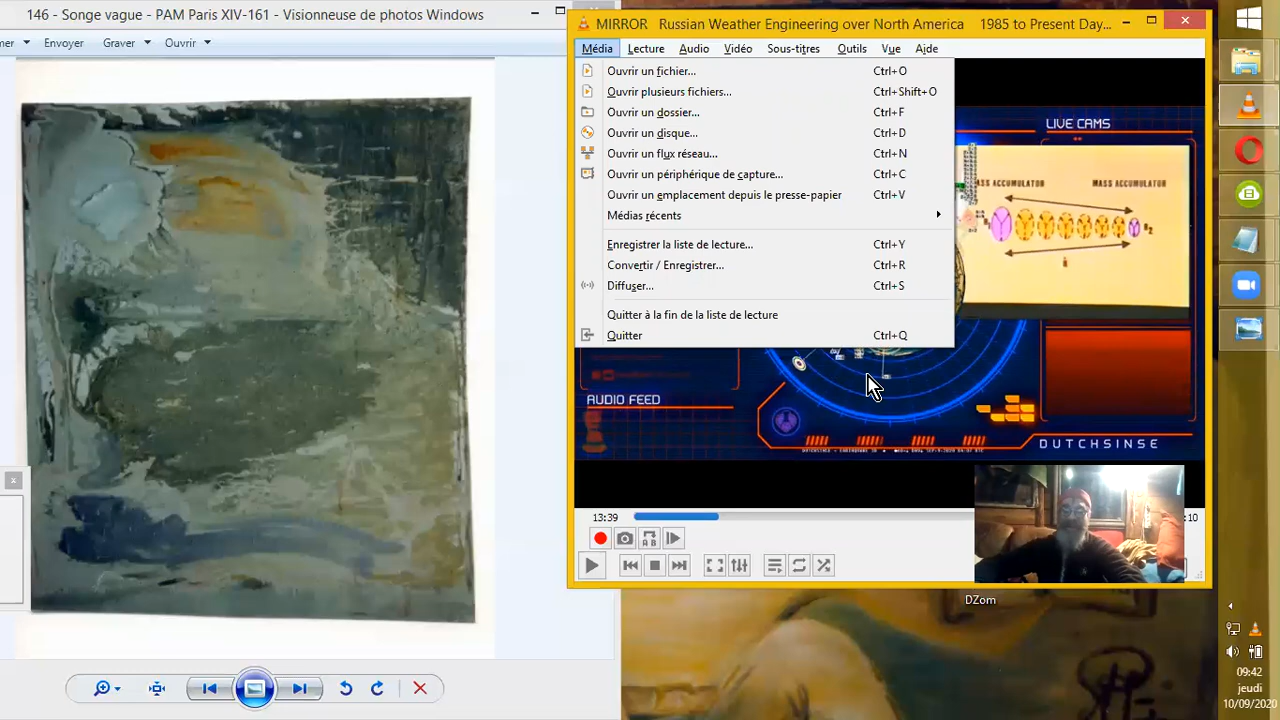 146 - Songe vague - PAM Paris XIV-161 - Visionneuse de photos Windows
mer Envoyer Graver Ouvrir
MIRROR Russian Weather Engineering over North America 1985 to Present Day...
Média Lecture Audio Vidéo Sous-titres Outils Vue Aide
Ouvrir un fichier... Ctrl+O
Ouvrir plusieurs fichiers... Ctrl+Shift+O
Ouvrir un dossier... Ctrl+F
Ouvrir un disque... Ctrl+D
Ouvrir un flux réseau... Ctrl+N
Ouvrir un périphérique de capture... Ctrl+C
Ouvrir un emplacement depuis le presse-papier Ctrl+V
Médias récents
Enregistrer la liste de lecture... Ctrl+Y
Convertir / Enregistrer... Ctrl+R
Diffuser... Ctrl+S
Quitter à la fin de la liste de lecture
Quitter Ctrl+Q
LIVE CAMS
MASS ACCUMULATOR
AUDIO FEED
DUTCHSINSE
13:39
:10
DZom
09:42
jeudi
10/09/2020